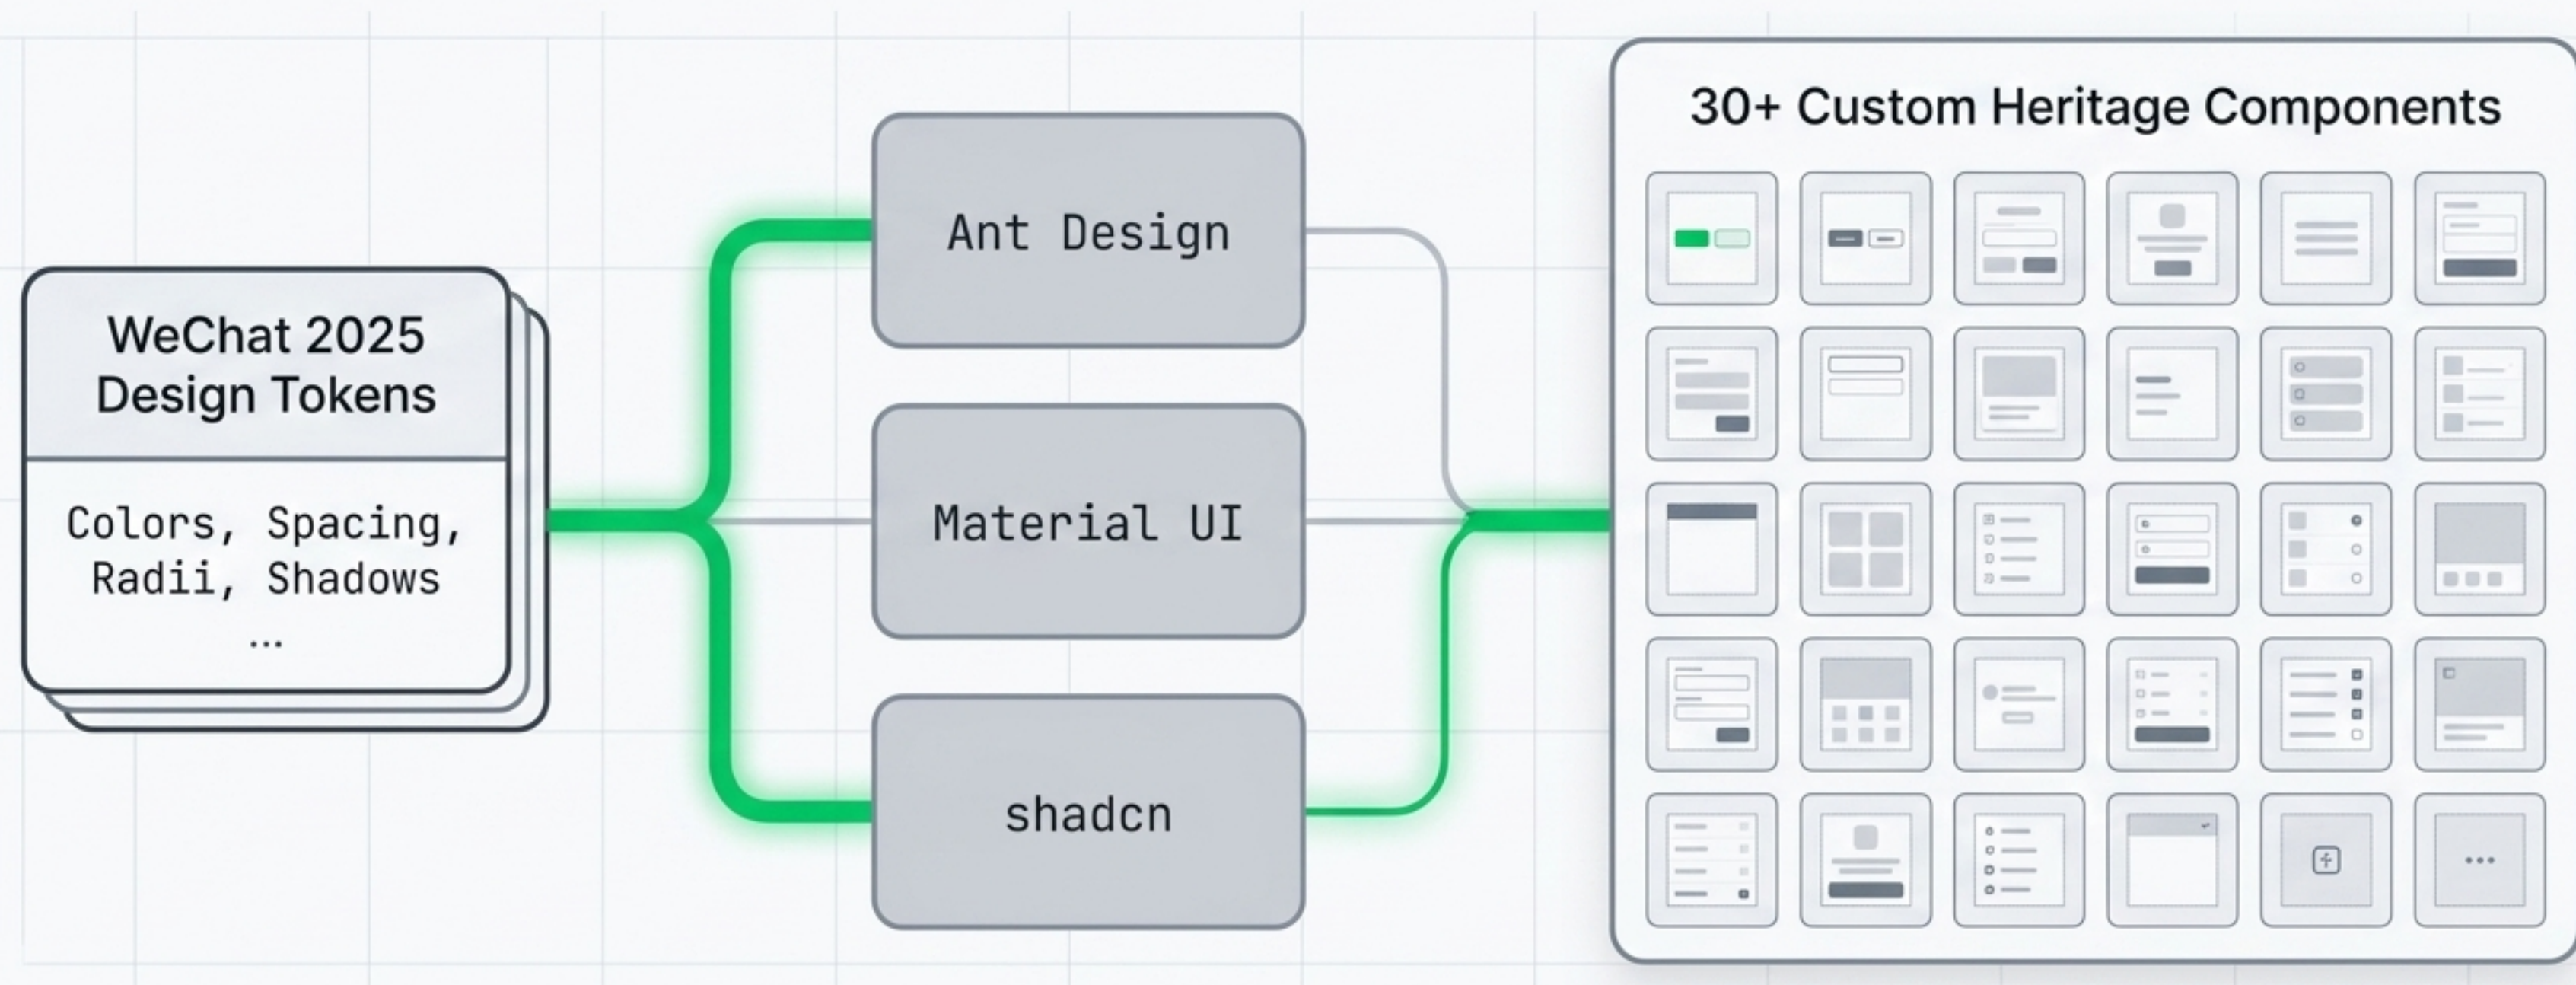 WeChat 2025
Design Tokens
Colors, Spacing,
Radii, Shadows
...
Ant Design
Material UI
shadcn
30+ Custom Heritage Components
...